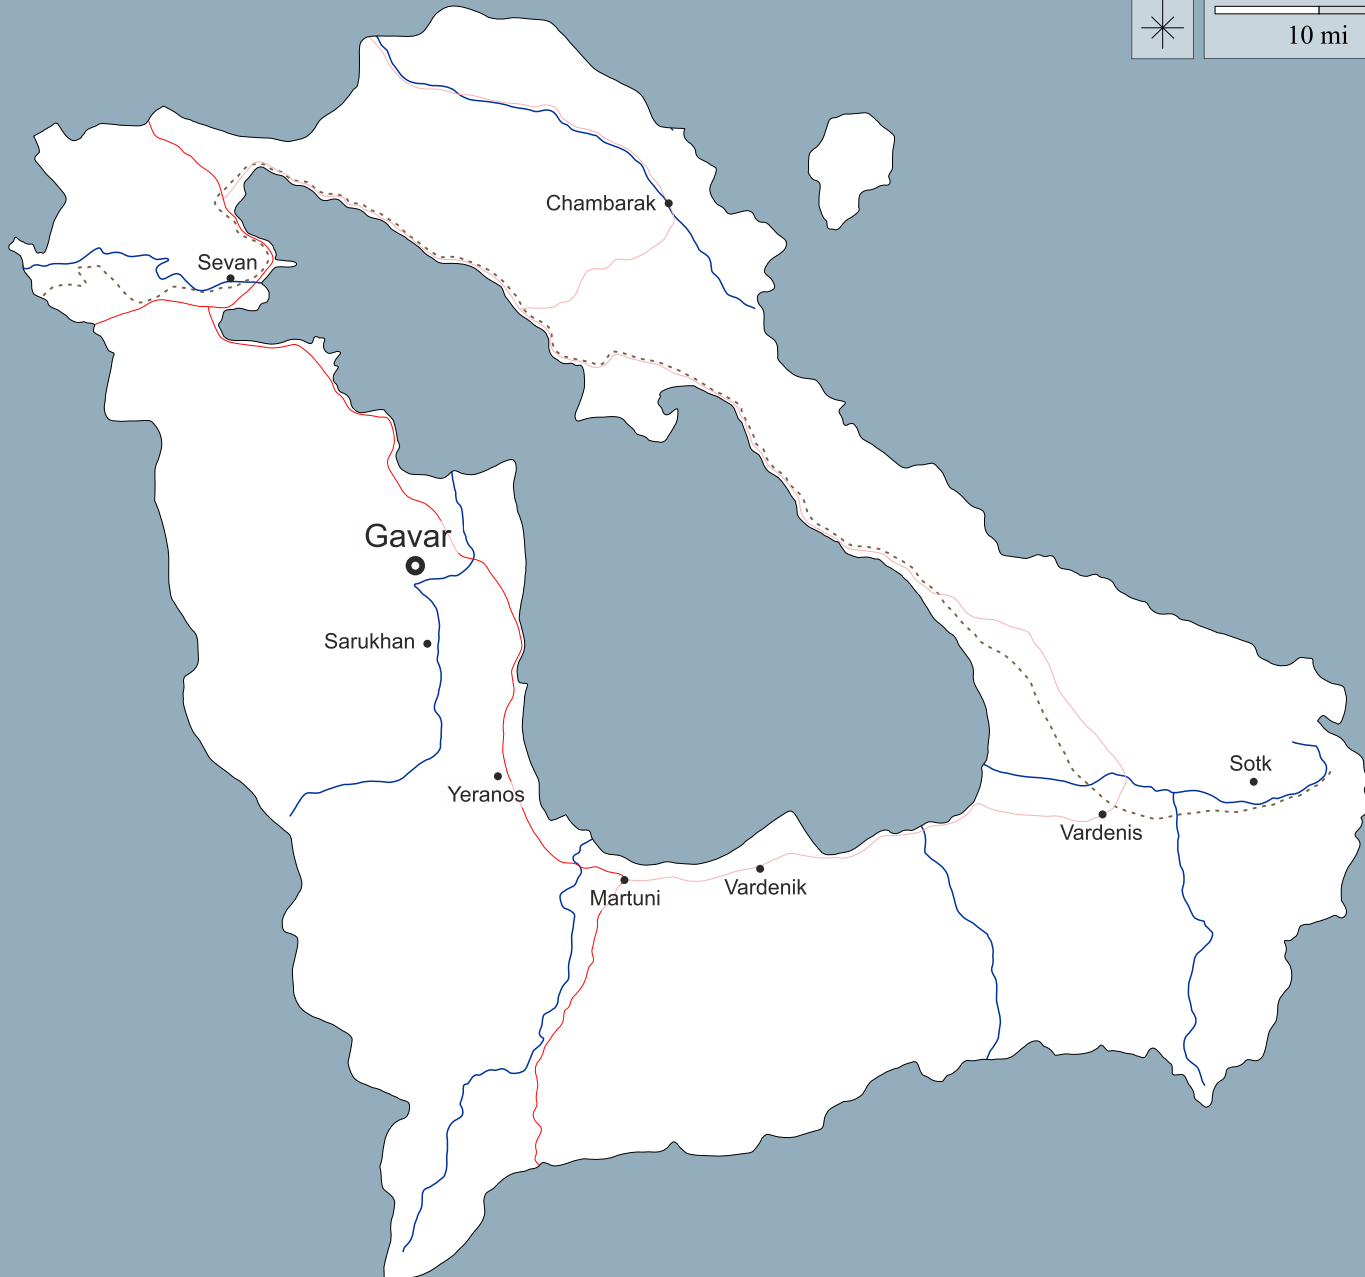 10 mi
Chambarak
Sevan
Gavar
Sarukhan
Sotk
Yeranos
Vardenis
Vardenik
Martuni